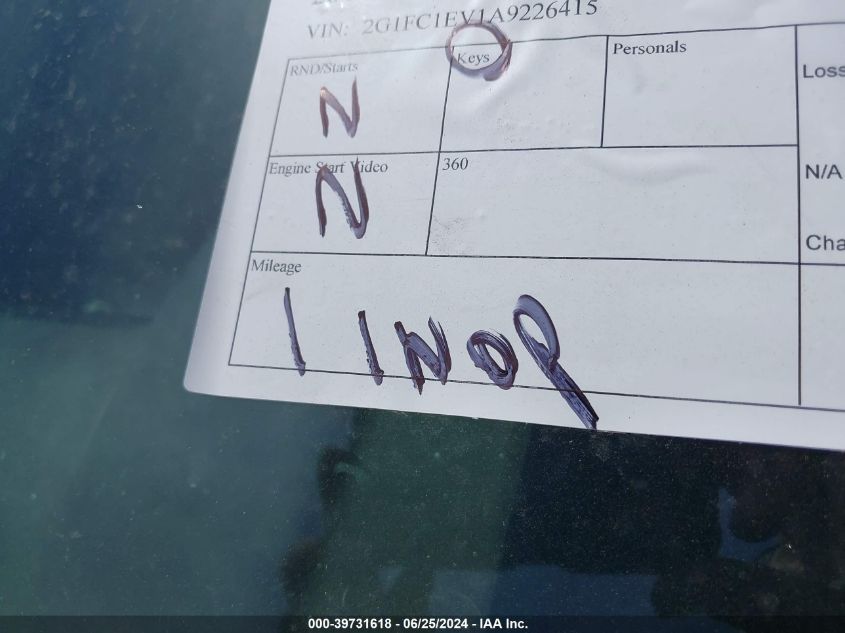 VIN: 2G1FC1EV1A9226415
RND/Starts
N
Keys
Personals
Loss
Engine Start Video
N
360
N/A
Cha
Mileage
1 INOP
000-39731618 - 06/25/2024 - IAA Inc.